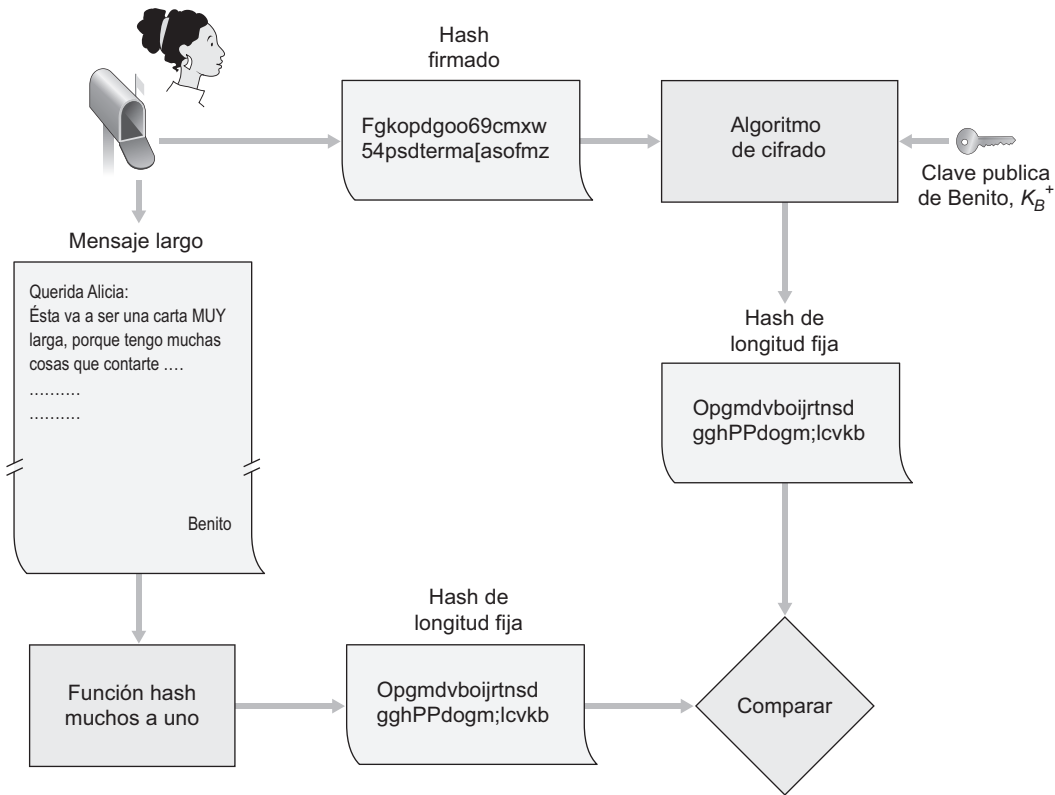 Hash
firmado
Fgkopdgoo69cmxw
54psdterma[asofmz
Algoritmo
de cifrado
Clave publica
de Benito, K_B^+
Mensaje largo
Querida Alicia:
Ésta va a ser una carta MUY
larga, porque tengo muchas
cosas que contarte ....
..........
..........
Benito
Hash de
longitud fija
Opgmdvboijrtnsd
gghPPdogm;lcvkb
Función hash
muchos a uno
Hash de
longitud fija
Opgmdvboijrtnsd
gghPPdogm;lcvkb
Comparar